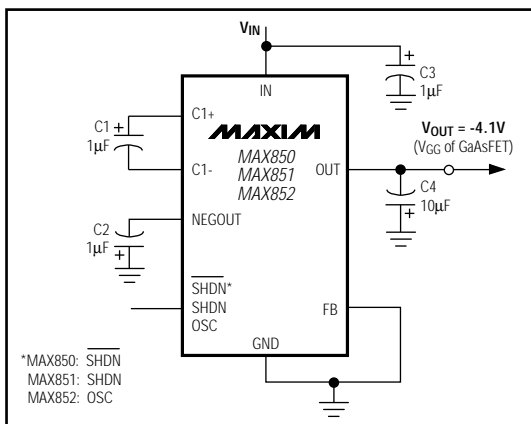 VIN
C3
1µF
IN
C1+
C1
1µF
MAXIM
MAX850
MAX851
MAX852
C1-
OUT
VOUT = -4.1V
(VGG of GaAsFET)
C4
10µF
NEGOUT
C2
1µF
SHDN*
SHDN
OSC
FB
GND
*MAX850: SHDN
MAX851: SHDN
MAX852: OSC
+
+
+
+